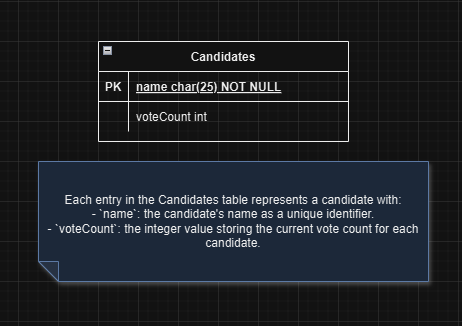 Candidates
PK name char(25) NOT NULL
voteCount int
Each entry in the Candidates table represents a candidate with:
- `name`: the candidate's name as a unique identifier.
- `voteCount`: the integer value storing the current vote count for each
candidate.